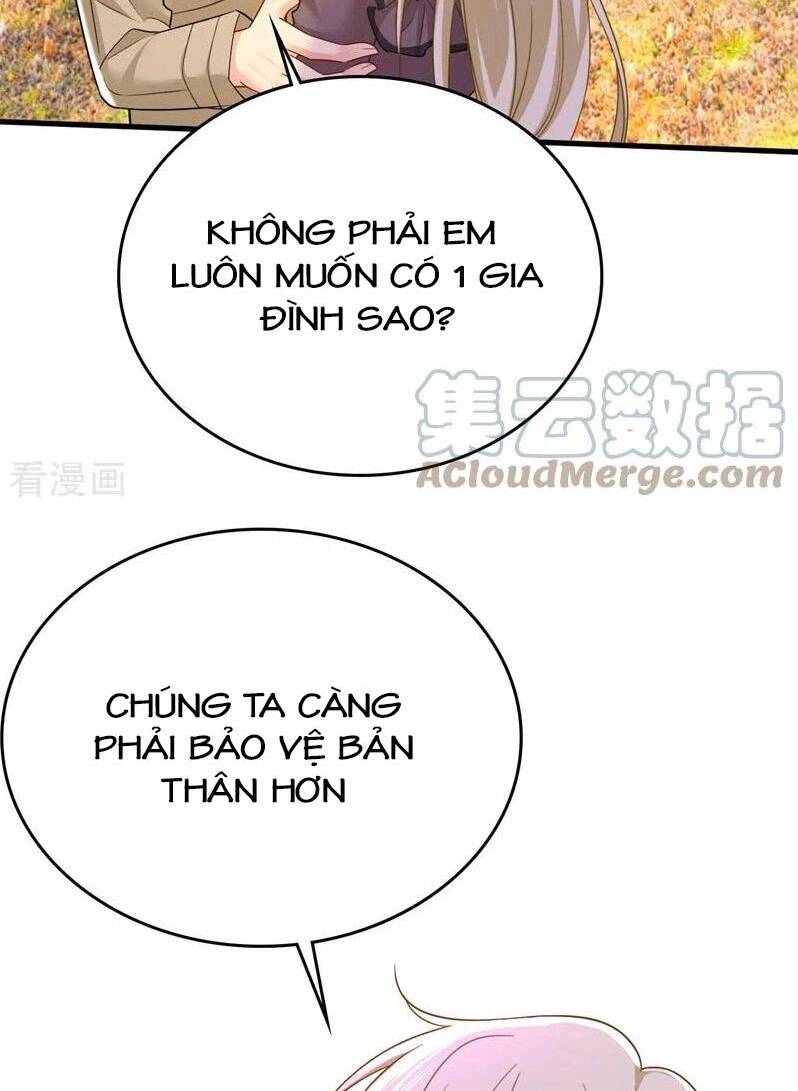 KHÔNG PHẢI EM
LUÔN MUỐN CÓ 1 GIA
ĐÌNH SAO?
集云数据
ACloudMerge.com
看漫画
CHÚNG TA CÀNG
PHẢI BẢO VỆ BẢN
THÂN HƠN